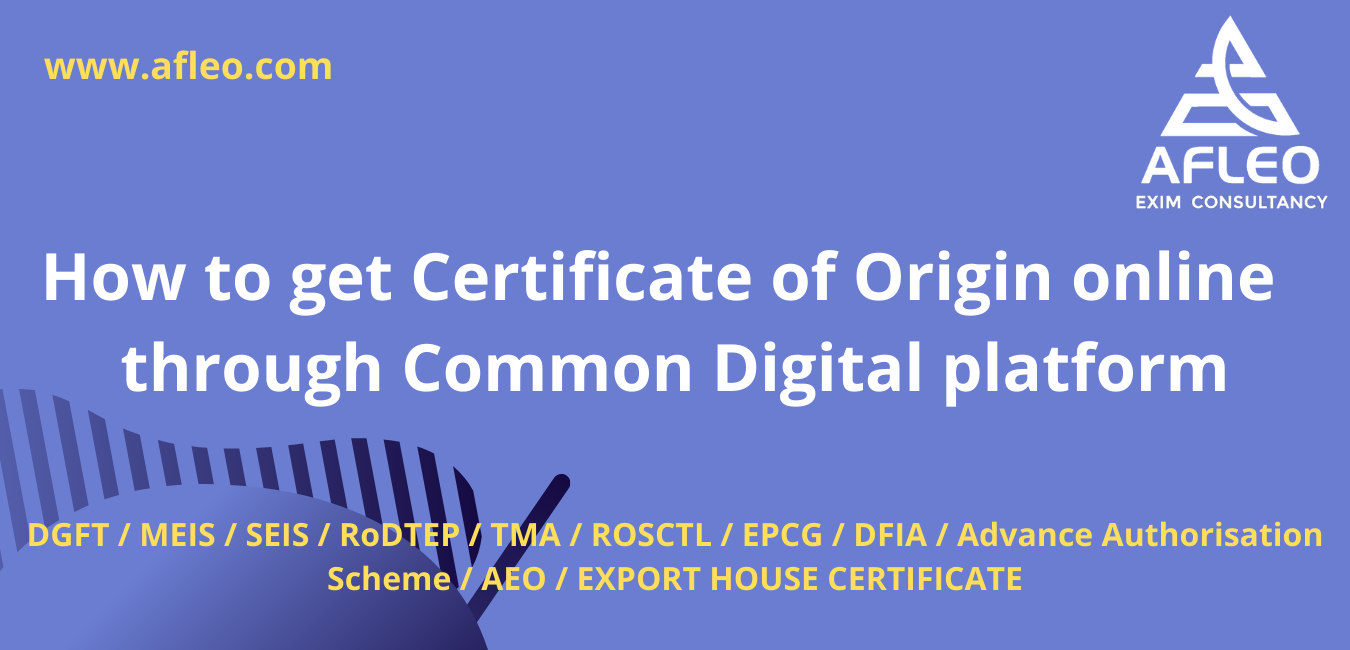 www.afleo.com
AFLEO
EXIM CONSULTANCY
How to get Certificate of Origin online
through Common Digital platform
DGFT / MEIS / SEIS / RoDTEP / TMA / ROSCTL / EPCG / DFIA / Advance Authorisation
Scheme / AEO / EXPORT HOUSE CERTIFICATE